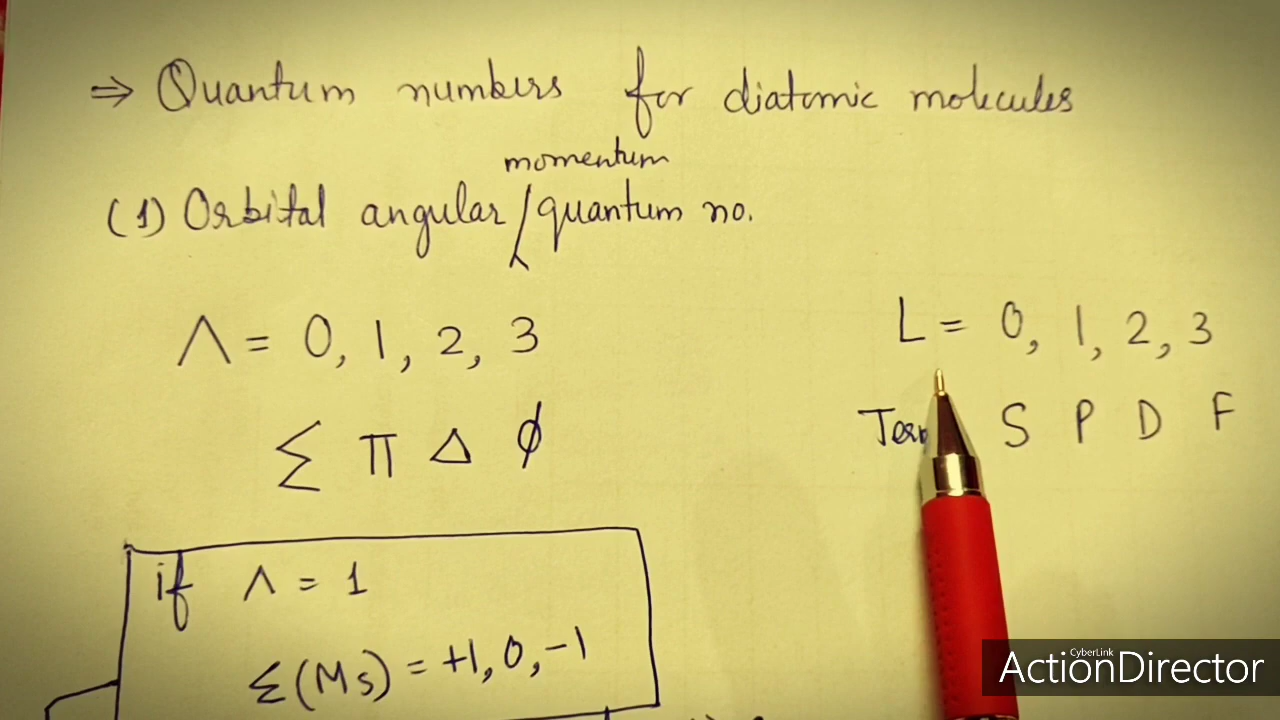 ⇒ Quantum numbers for diatomic molecules
momentum
(1) Orbital angular / quantum no.
Λ = 0, 1, 2, 3
Σ Π Δ ϕ
L = 0, 1, 2, 3
S P D F
if Λ = 1
Σ(Ms) = +1, 0, -1
CyberLink
ActionDirector